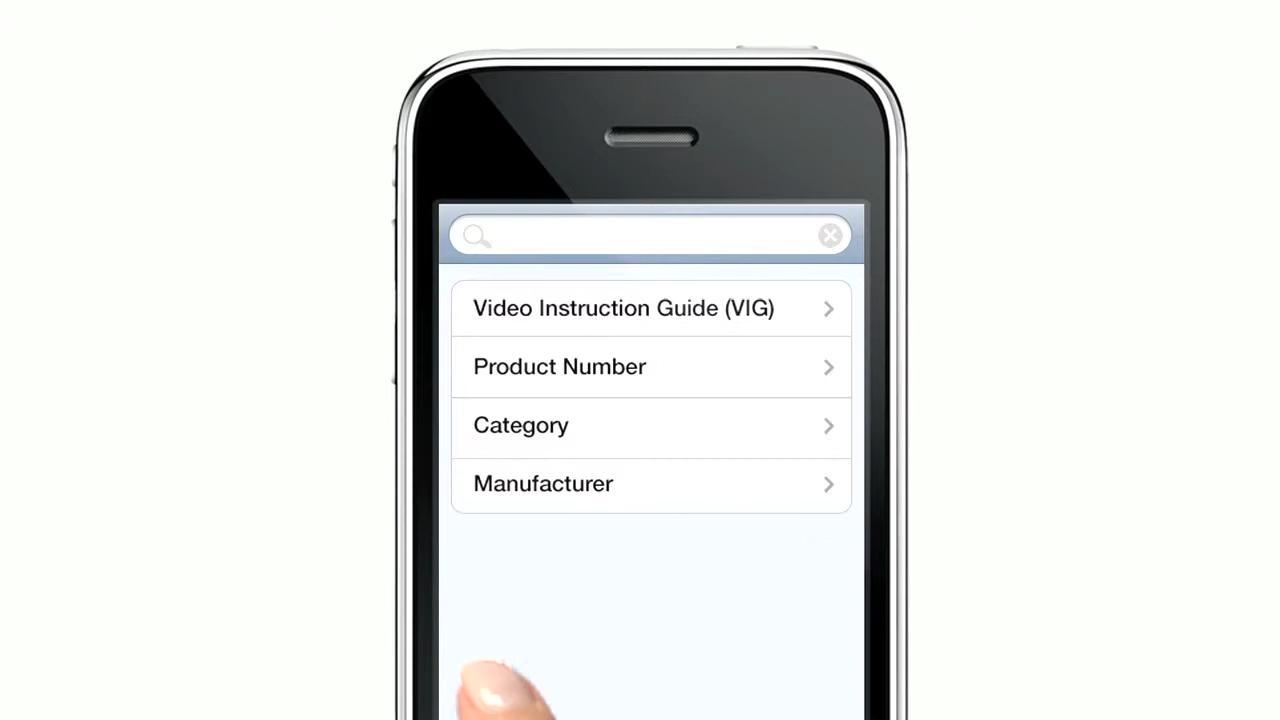 Video Instruction Guide (VIG)
Product Number
Category
Manufacturer